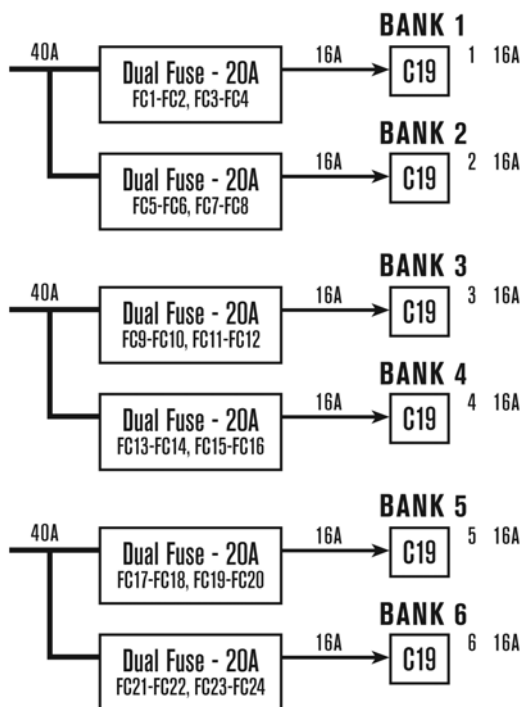 BANK 1
40A
Dual Fuse - 20A
FC1-FC2, FC3-FC4
16A
C19
1 16A
BANK 2
Dual Fuse - 20A
FC5-FC6, FC7-FC8
16A
C19
2 16A
BANK 3
40A
Dual Fuse - 20A
FC9-FC10, FC11-FC12
16A
C19
3 16A
BANK 4
Dual Fuse - 20A
FC13-FC14, FC15-FC16
16A
C19
4 16A
BANK 5
40A
Dual Fuse - 20A
FC17-FC18, FC19-FC20
16A
C19
5 16A
BANK 6
Dual Fuse - 20A
FC21-FC22, FC23-FC24
16A
C19
6 16A